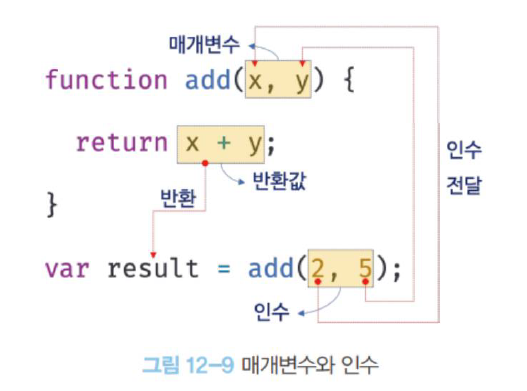 매개변수
function add(x, y) {
인수
전달
return x + y;
반환
반환값
}
var result = add(2, 5);
인수
그림 12-9 매개변수와 인수